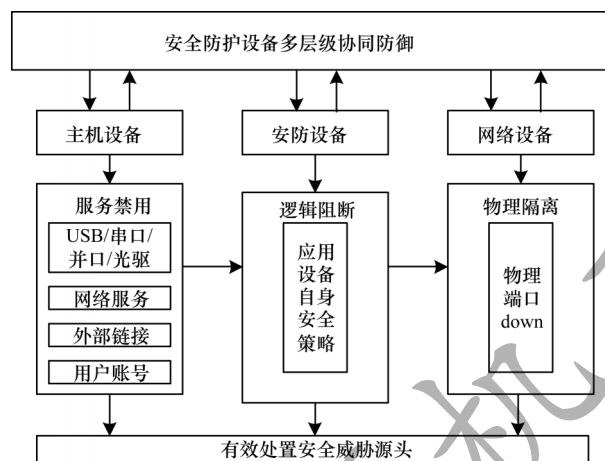 安全防护设备多层级协同防御
主机设备
安防设备
网络设备
服务禁用
USB/串口/
并口/光驱
网络服务
外部链接
用户账号
逻辑阻断
应用
设备
自身
安全
策略
物理隔离
物理
端口
down
有效处置安全威胁源头
机